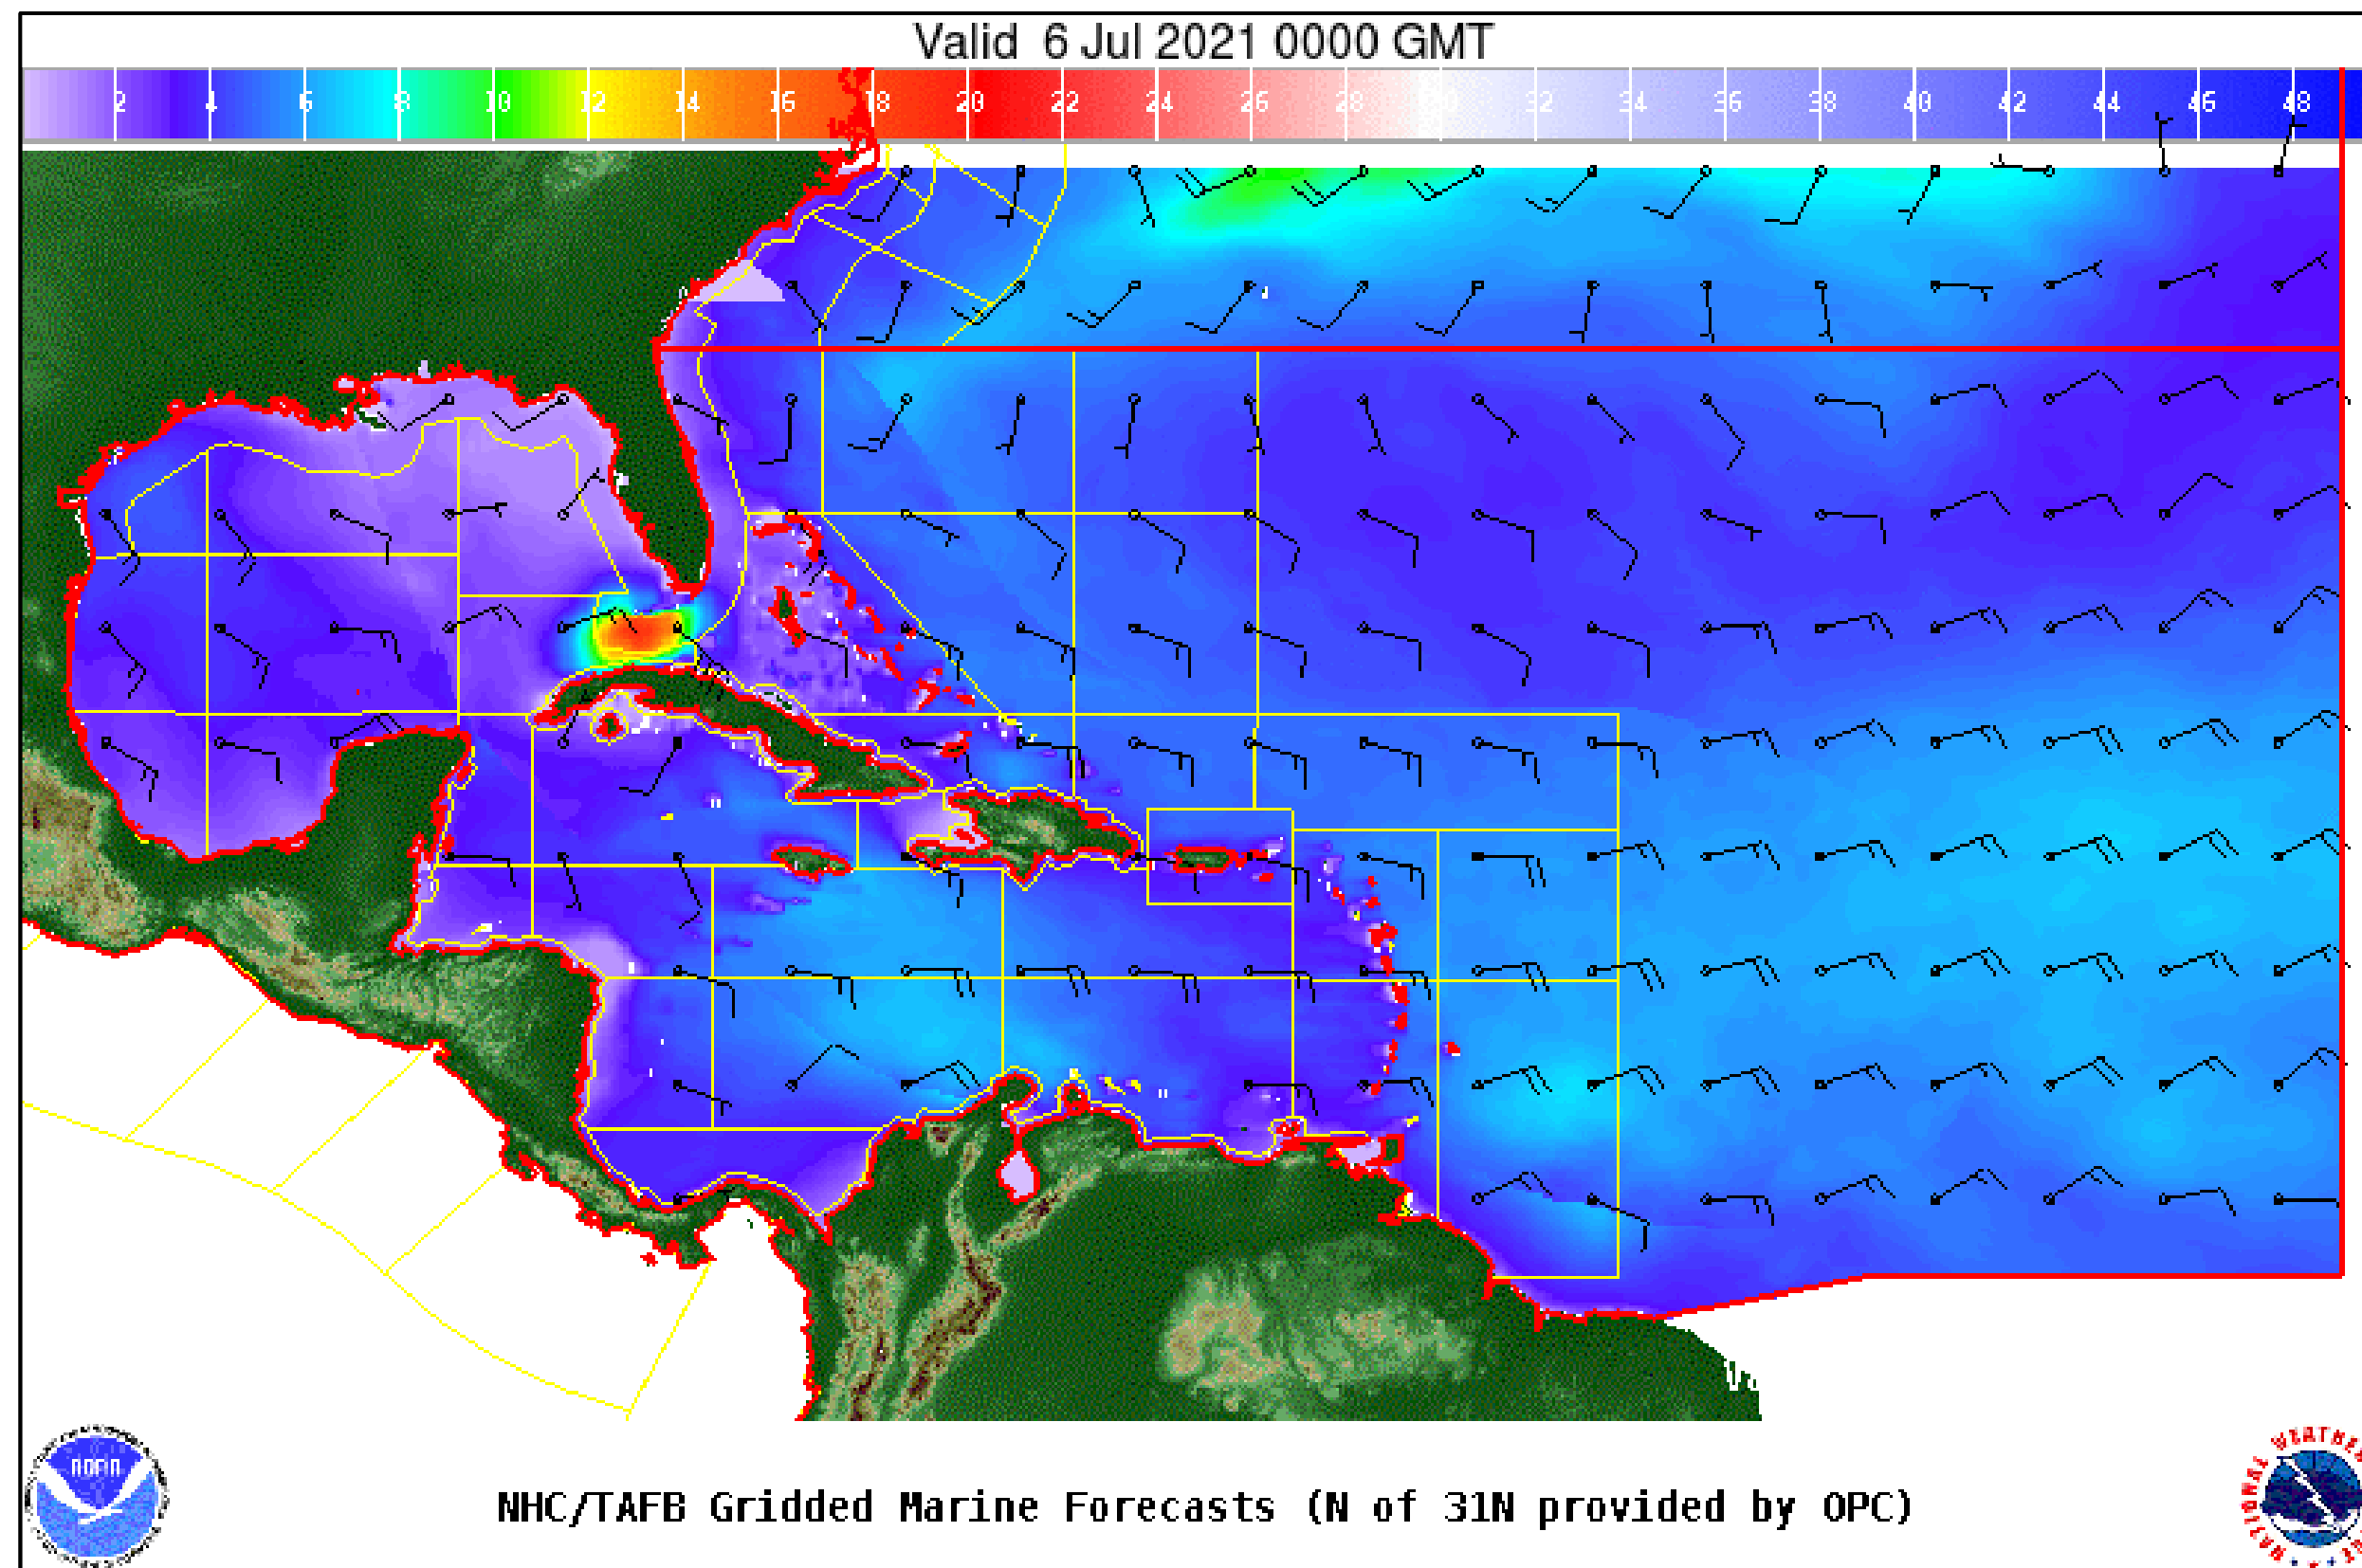 Valid 6 Jul 2021 0000 GMT
2 4 6 8 10 12 14 16 18 20 22 24 26 28 30 32 34 36 38 40 42 44 46 48
NOAA
NATIONAL WEATHER
NHC/TAFB Gridded Marine Forecasts (N of 31N provided by OPC)